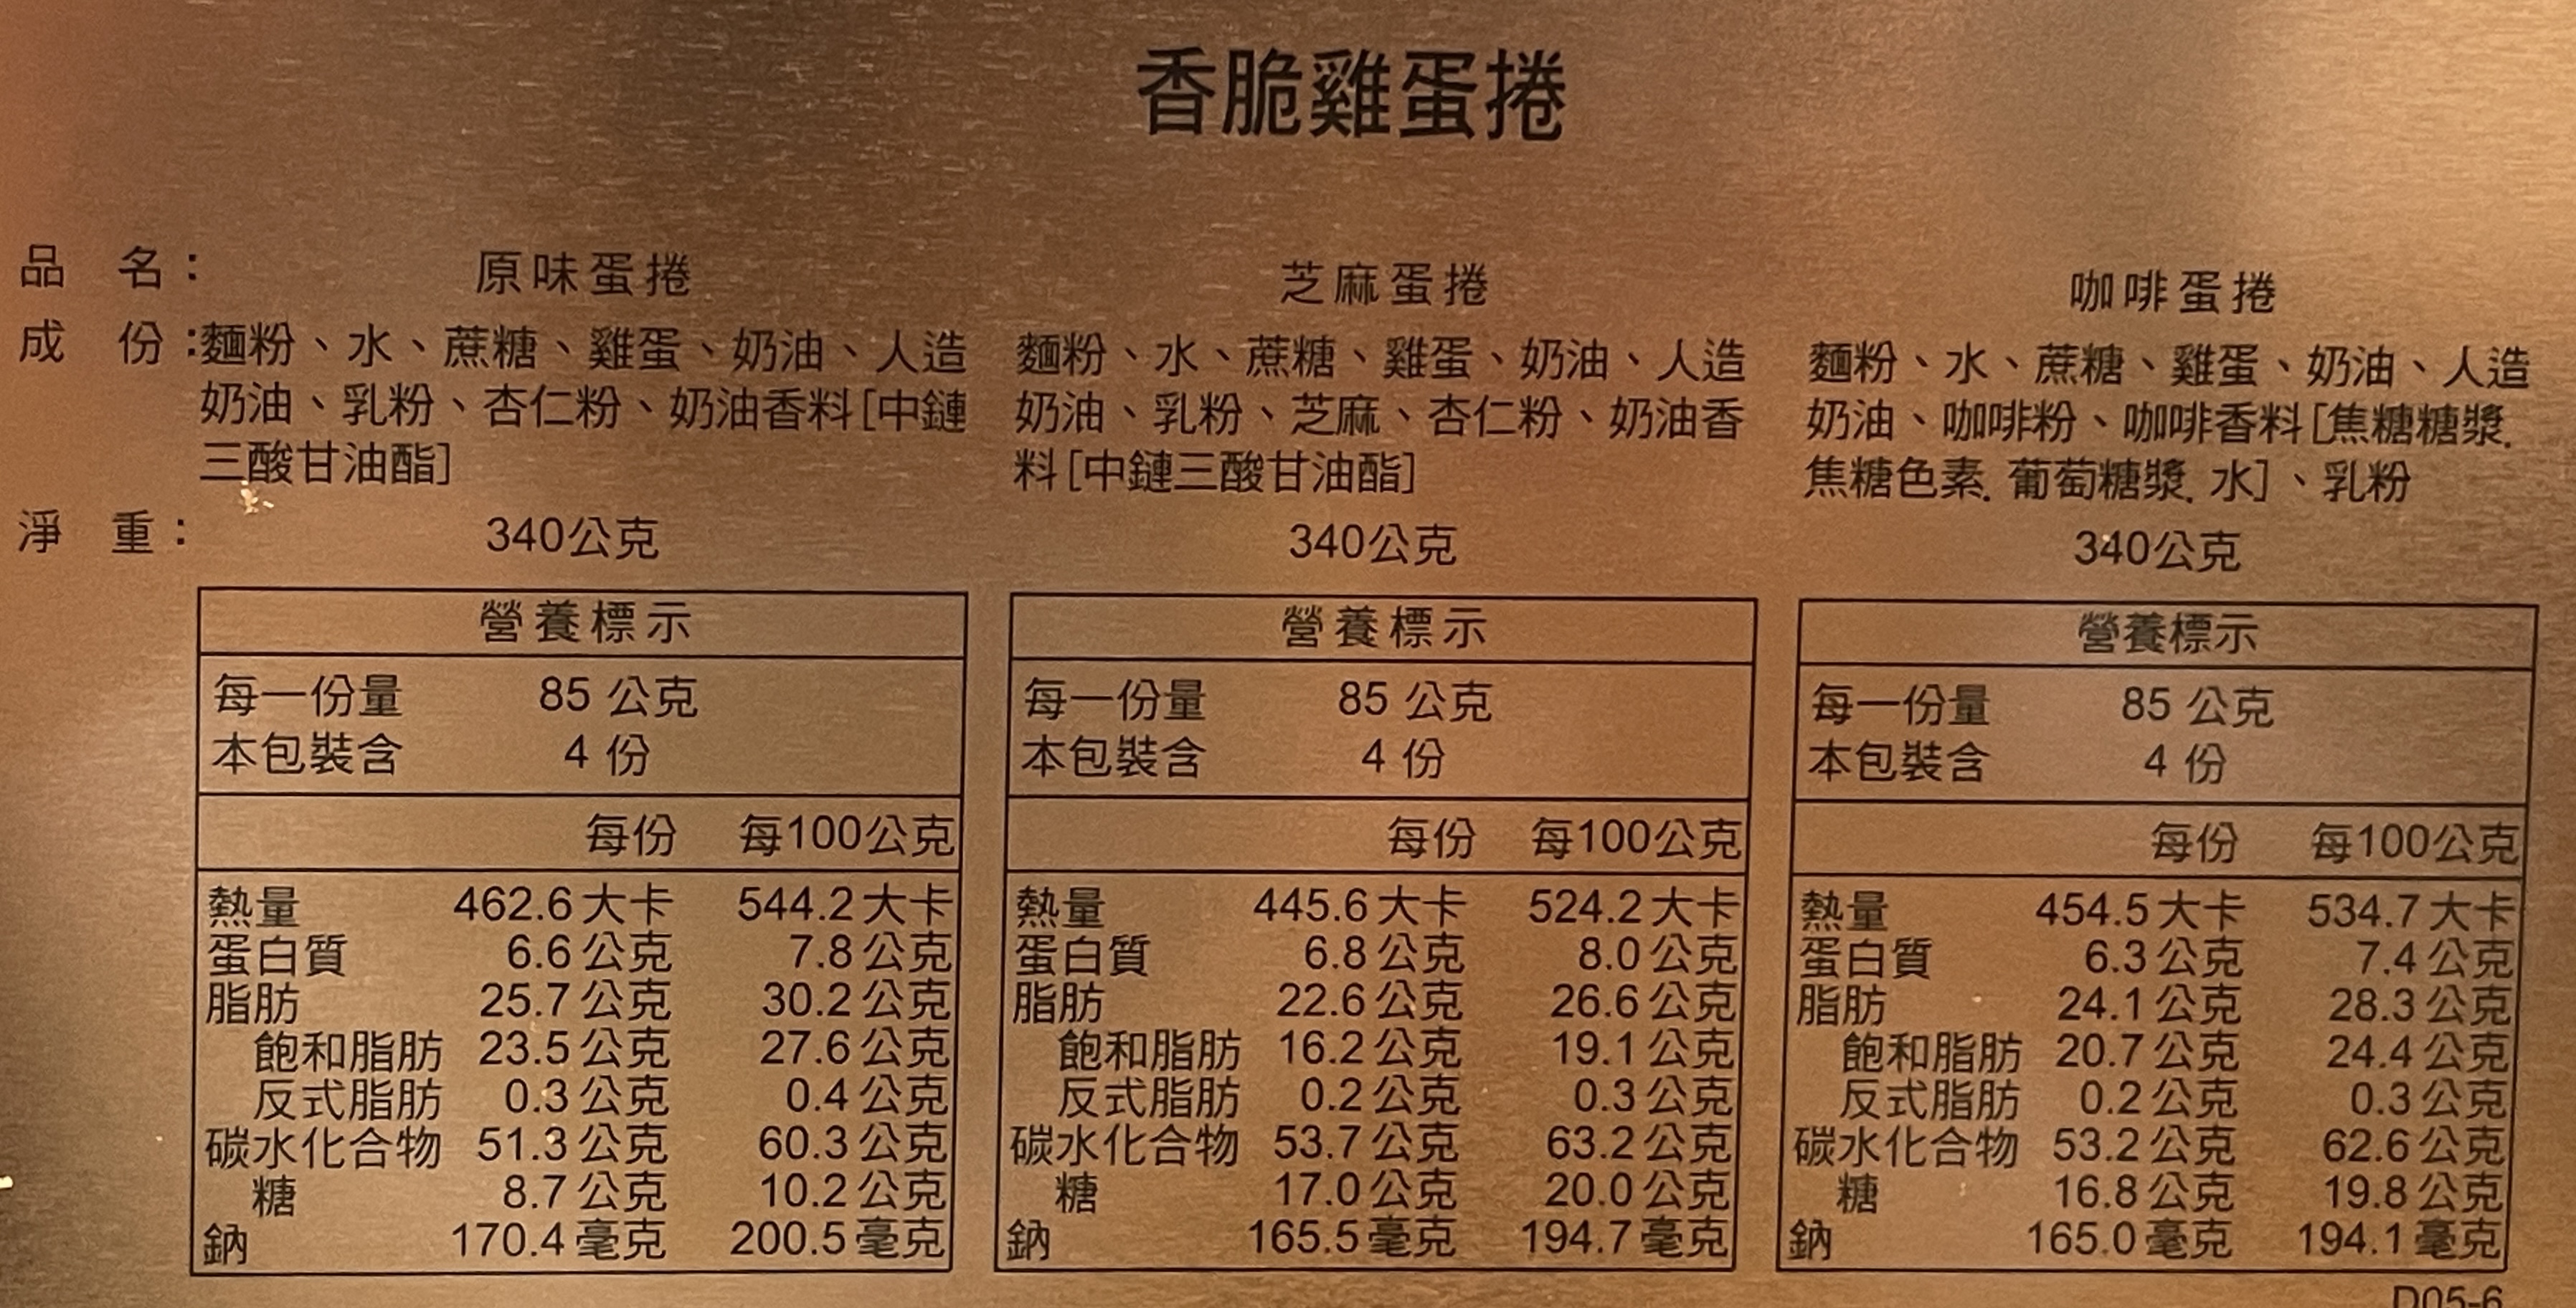 香脆雞蛋捲
品　名：　原味蛋捲　芝麻蛋捲　咖啡蛋捲
成　份：麵粉、水、蔗糖、雞蛋、奶油、人造
奶油、乳粉、杏仁粉、奶油香料[中鏈
三酸甘油酯]
麵粉、水、蔗糖、雞蛋、奶油、人造
奶油、乳粉、芝麻、杏仁粉、奶油香
料[中鏈三酸甘油酯]
麵粉、水、蔗糖、雞蛋、奶油、人造
奶油、咖啡粉、咖啡香料[焦糖糖漿.
焦糖色素. 葡萄糖漿. 水]、乳粉
淨　重：　340公克　340公克　340公克
營養標示
每一份量　85 公克
本包裝含　4 份
每份　每100公克
熱量　462.6大卡　544.2大卡
蛋白質　6.6公克　7.8公克
脂肪　25.7公克　30.2公克
飽和脂肪　23.5公克　27.6公克
反式脂肪　0.3公克　0.4公克
碳水化合物　51.3公克　60.3公克
糖　8.7公克　10.2公克
鈉　170.4毫克　200.5毫克
營養標示
每一份量　85 公克
本包裝含　4 份
每份　每100公克
熱量　445.6大卡　524.2大卡
蛋白質　6.8公克　8.0公克
脂肪　22.6公克　26.6公克
飽和脂肪　16.2公克　19.1公克
反式脂肪　0.2公克　0.3公克
碳水化合物　53.7公克　63.2公克
糖　17.0公克　20.0公克
鈉　165.5毫克　194.7毫克
營養標示
每一份量　85 公克
本包裝含　4 份
每份　每100公克
熱量　454.5大卡　534.7大卡
蛋白質　6.3公克　7.4公克
脂肪　24.1公克　28.3公克
飽和脂肪　20.7公克　24.4公克
反式脂肪　0.2公克　0.3公克
碳水化合物　53.2公克　62.6公克
糖　16.8公克　19.8公克
鈉　165.0毫克　194.1毫克
D05-6